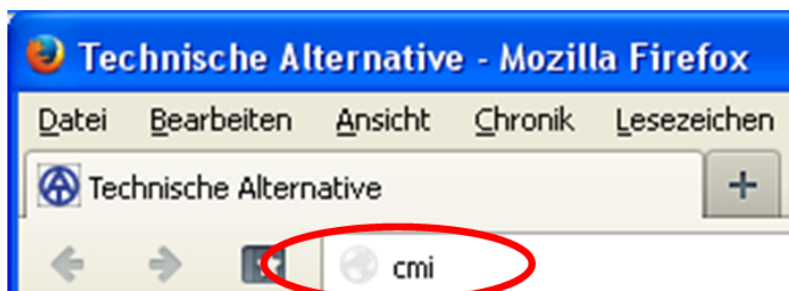 Technische Alternative - Mozilla Firefox
Datei Bearbeiten Ansicht Chronik Lesezeichen
Technische Alternative
cmi